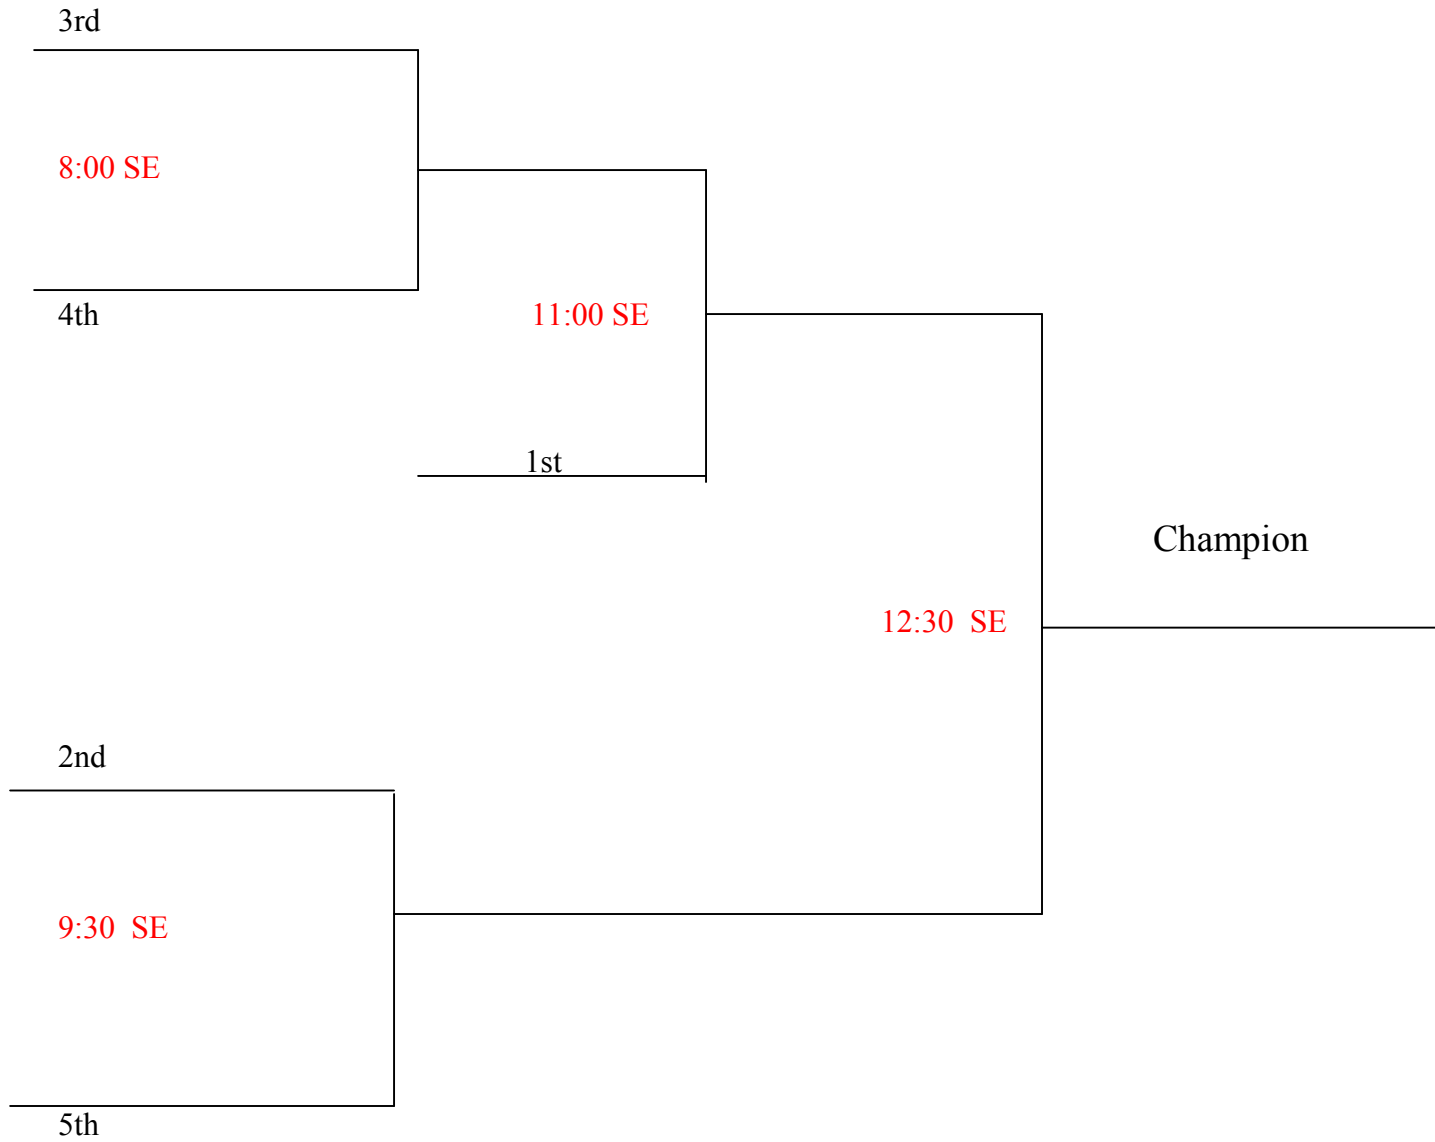 3rd
8:00 SE
4th
11:00 SE
1st
Champion
12:30  SE
2nd
9:30  SE
5th